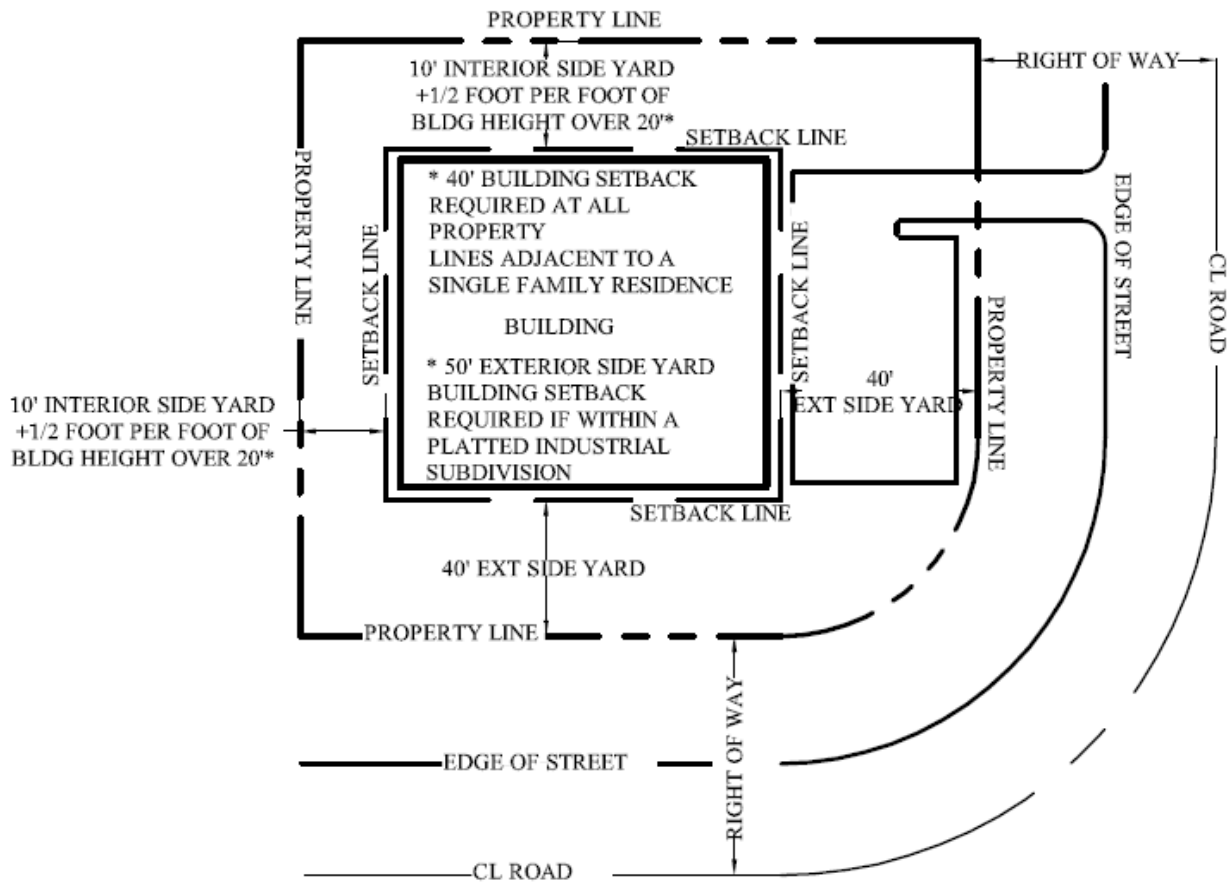 PROPERTY LINE
RIGHT OF WAY
10' INTERIOR SIDE YARD
+1/2 FOOT PER FOOT OF
BLDG HEIGHT OVER 20'*
SETBACK LINE
PROPERTY LINE
SETBACK LINE
* 40' BUILDING SETBACK
REQUIRED AT ALL
PROPERTY
LINES ADJACENT TO A
SINGLE FAMILY RESIDENCE
BUILDING
* 50' EXTERIOR SIDE YARD
BUILDING SETBACK
REQUIRED IF WITHIN A
PLATTED INDUSTRIAL
SUBDIVISION
SETBACK LINE
40'
EXT SIDE YARD
PROPERTY LINE
EDGE OF STREET
CL ROAD
10' INTERIOR SIDE YARD
+1/2 FOOT PER FOOT OF
BLDG HEIGHT OVER 20'*
SETBACK LINE
40' EXT SIDE YARD
PROPERTY LINE
RIGHT OF WAY
EDGE OF STREET
CL ROAD